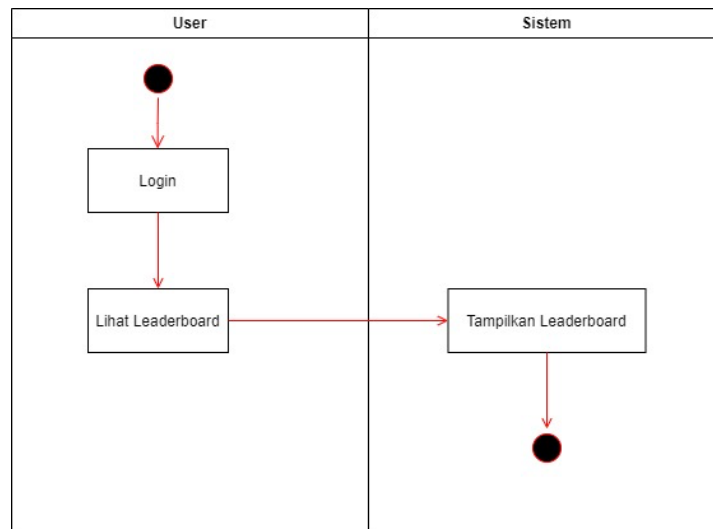 User
Sistem
Login
Lihat Leaderboard
Tampilkan Leaderboard